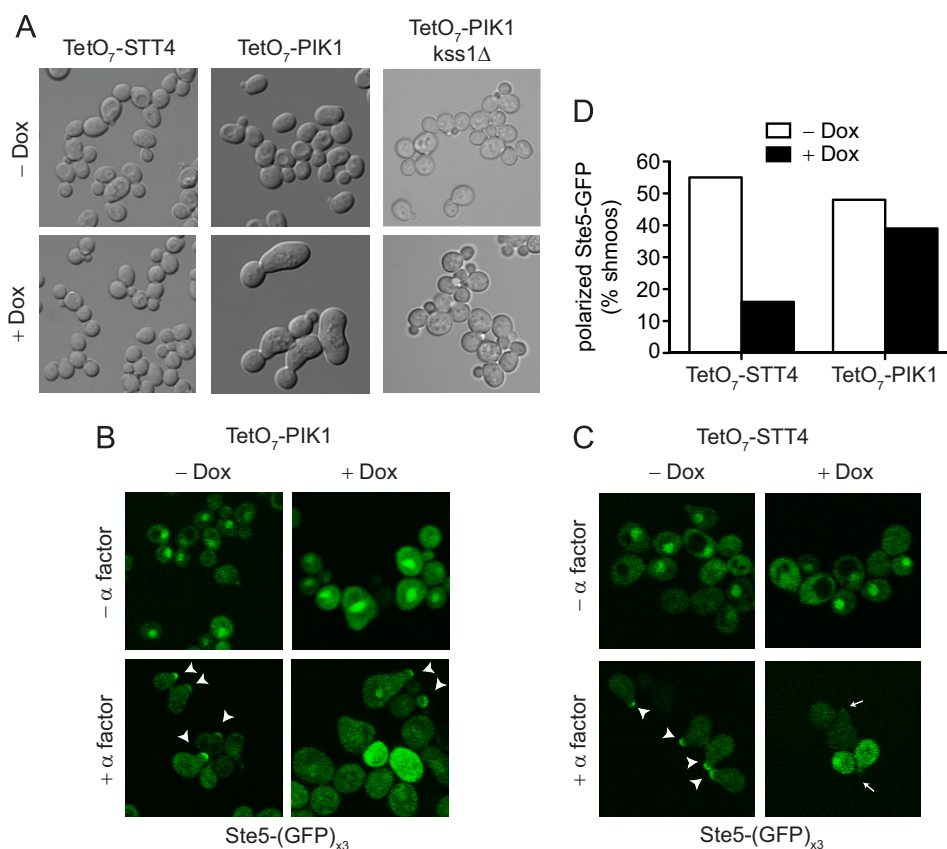 A
TetO7-STT4
TetO7-PIK1
TetO7-PIK1
kss1Δ
− Dox
+ Dox
D
− Dox
+ Dox
polarized Ste5-GFP
(% shmoos)
60
50
40
30
20
10
0
TetO7-STT4
TetO7-PIK1
B
TetO7-PIK1
− Dox
+ Dox
− α factor
+ α factor
Ste5-(GFP)x3
C
TetO7-STT4
− Dox
+ Dox
− α factor
+ α factor
Ste5-(GFP)x3